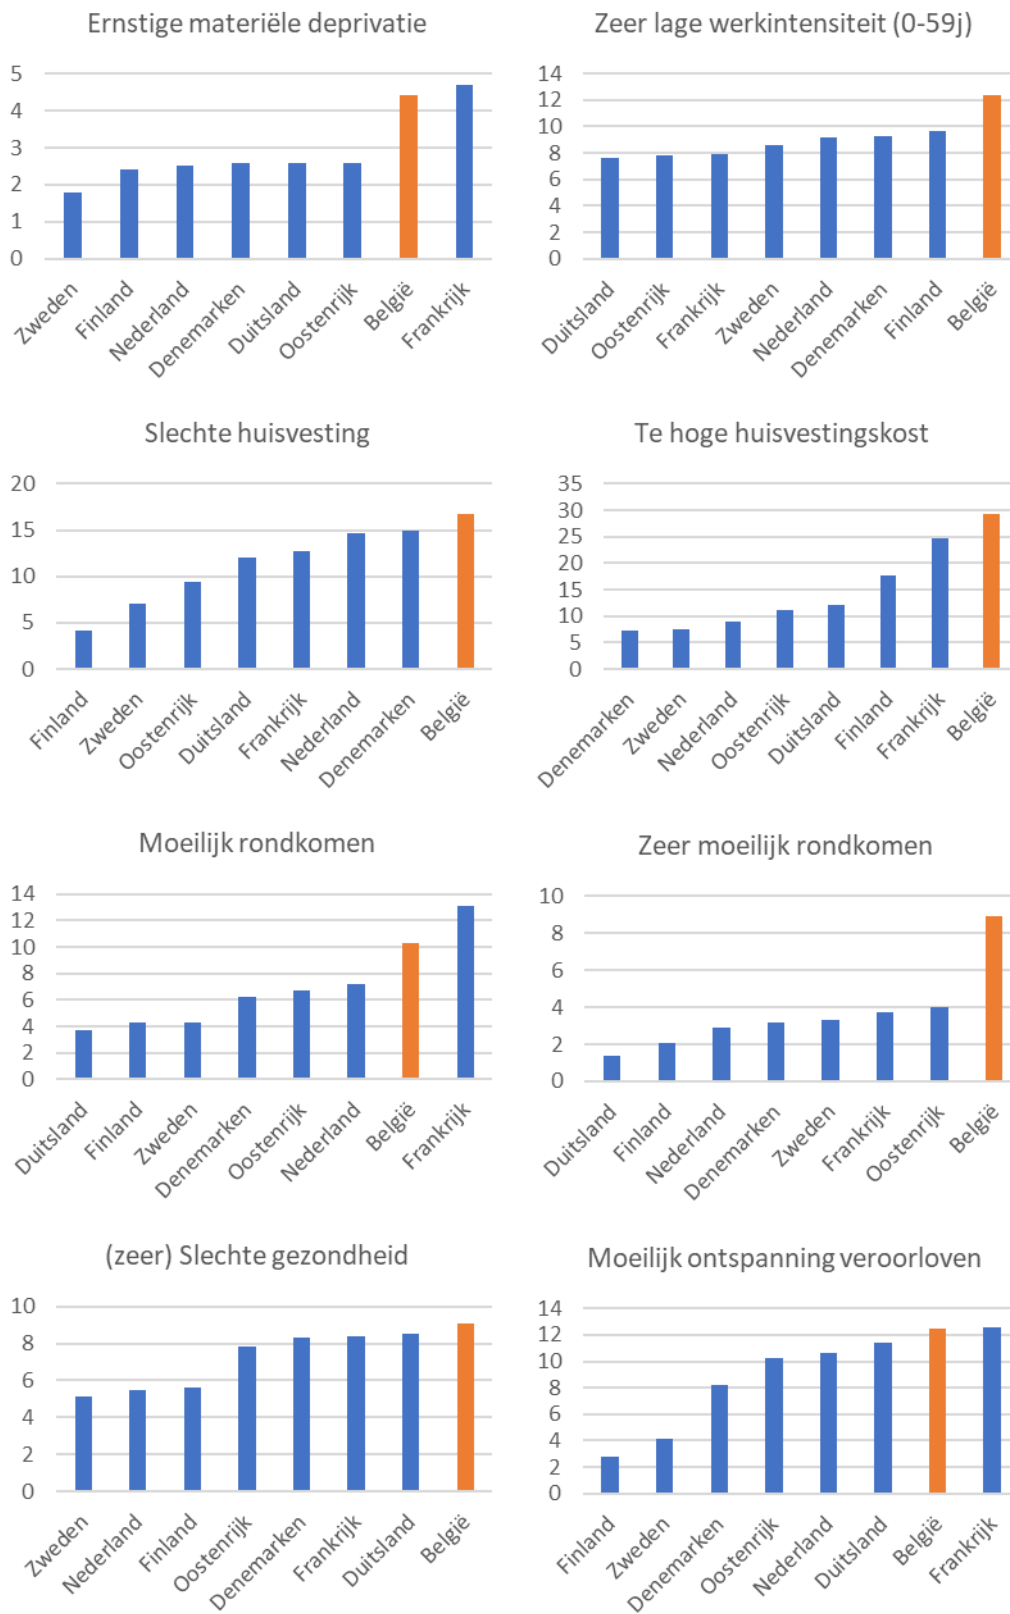 Ernstige materiële deprivatie
5
4
3
2
1
0
Zweden
Finland
Nederland
Denemarken
Duitsland
Oostenrijk
België
Frankrijk
Zeer lage werkintensiteit (0-59j)
14
12
10
8
6
4
2
0
Duitsland
Oostenrijk
Frankrijk
Zweden
Nederland
Denemarken
Finland
België
Slechte huisvesting
20
15
10
5
0
Finland
Zweden
Oostenrijk
Duitsland
Frankrijk
Nederland
Denemarken
België
Te hoge huisvestingskost
35
30
25
20
15
10
5
0
Denemarken
Zweden
Nederland
Oostenrijk
Duitsland
Finland
Frankrijk
België
Moeilijk rondkomen
14
12
10
8
6
4
2
0
Duitsland
Finland
Zweden
Denemarken
Oostenrijk
Nederland
België
Frankrijk
Zeer moeilijk rondkomen
10
8
6
4
2
0
Duitsland
Finland
Nederland
Denemarken
Zweden
Frankrijk
Oostenrijk
België
(zeer) Slechte gezondheid
10
8
6
4
2
0
Zweden
Nederland
Finland
Oostenrijk
Denemarken
Frankrijk
Duitsland
België
Moeilijk ontspanning veroorloven
14
12
10
8
6
4
2
0
Finland
Zweden
Denemarken
Oostenrijk
Nederland
Duitsland
België
Frankrijk